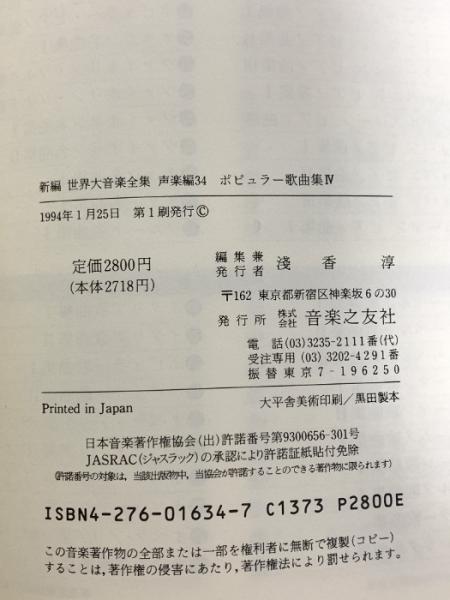 新編 世界大音楽全集 声楽編34 ポピュラー歌曲集Ⅳ
1994年1月25日 第1刷発行©
定価2800円
(本体2718円)
編集兼
発行者 淺香淳
〒162 東京都新宿区神楽坂6の30
発行所 株式会社 音楽之友社
電話(03)3235-2111番(代)
受注専用(03)3202-4291番
振替東京7-196250
Printed in Japan
大平舎美術印刷/黒田製本
日本音楽著作権協会(出)許諾番号第9300656-301号
JASRAC(ジャスラック)の承認により許諾証紙貼付免除
(許諾番号の対象は,当該出版物中,当協会が許諾することのできる著作物に限られます)
ISBN4-276-01634-7 C1373 P2800E
この音楽著作物の全部または一部を権利者に無断で複製(コピー)
することは,著作権の侵害にあたり,著作権法により罰せられます。